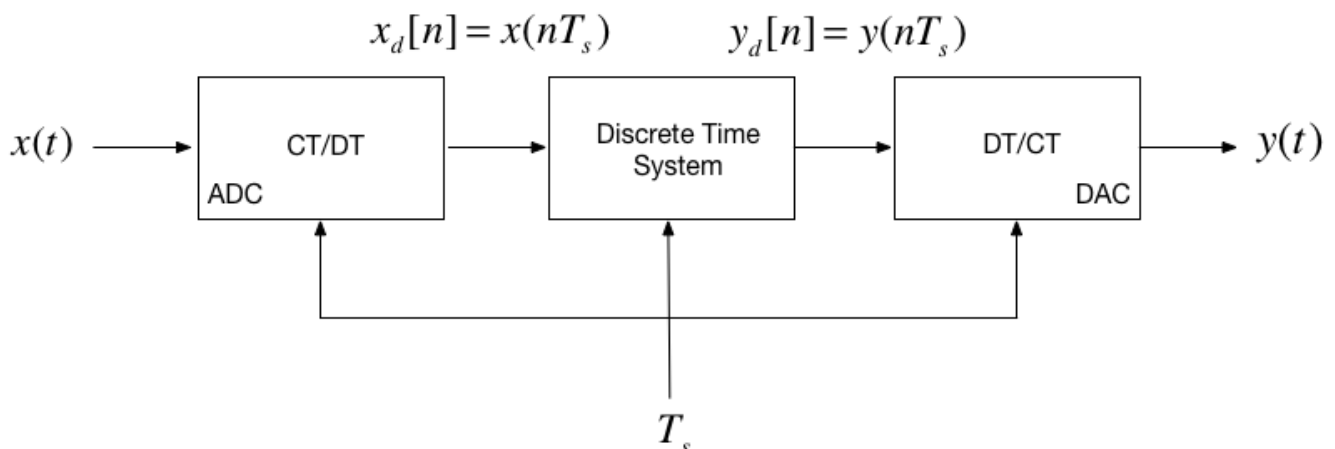 x_d[n] = x(nT_s)
y_d[n] = y(nT_s)
x(t)
CT/DT
ADC
Discrete Time
System
DT/CT
DAC
y(t)
T_s